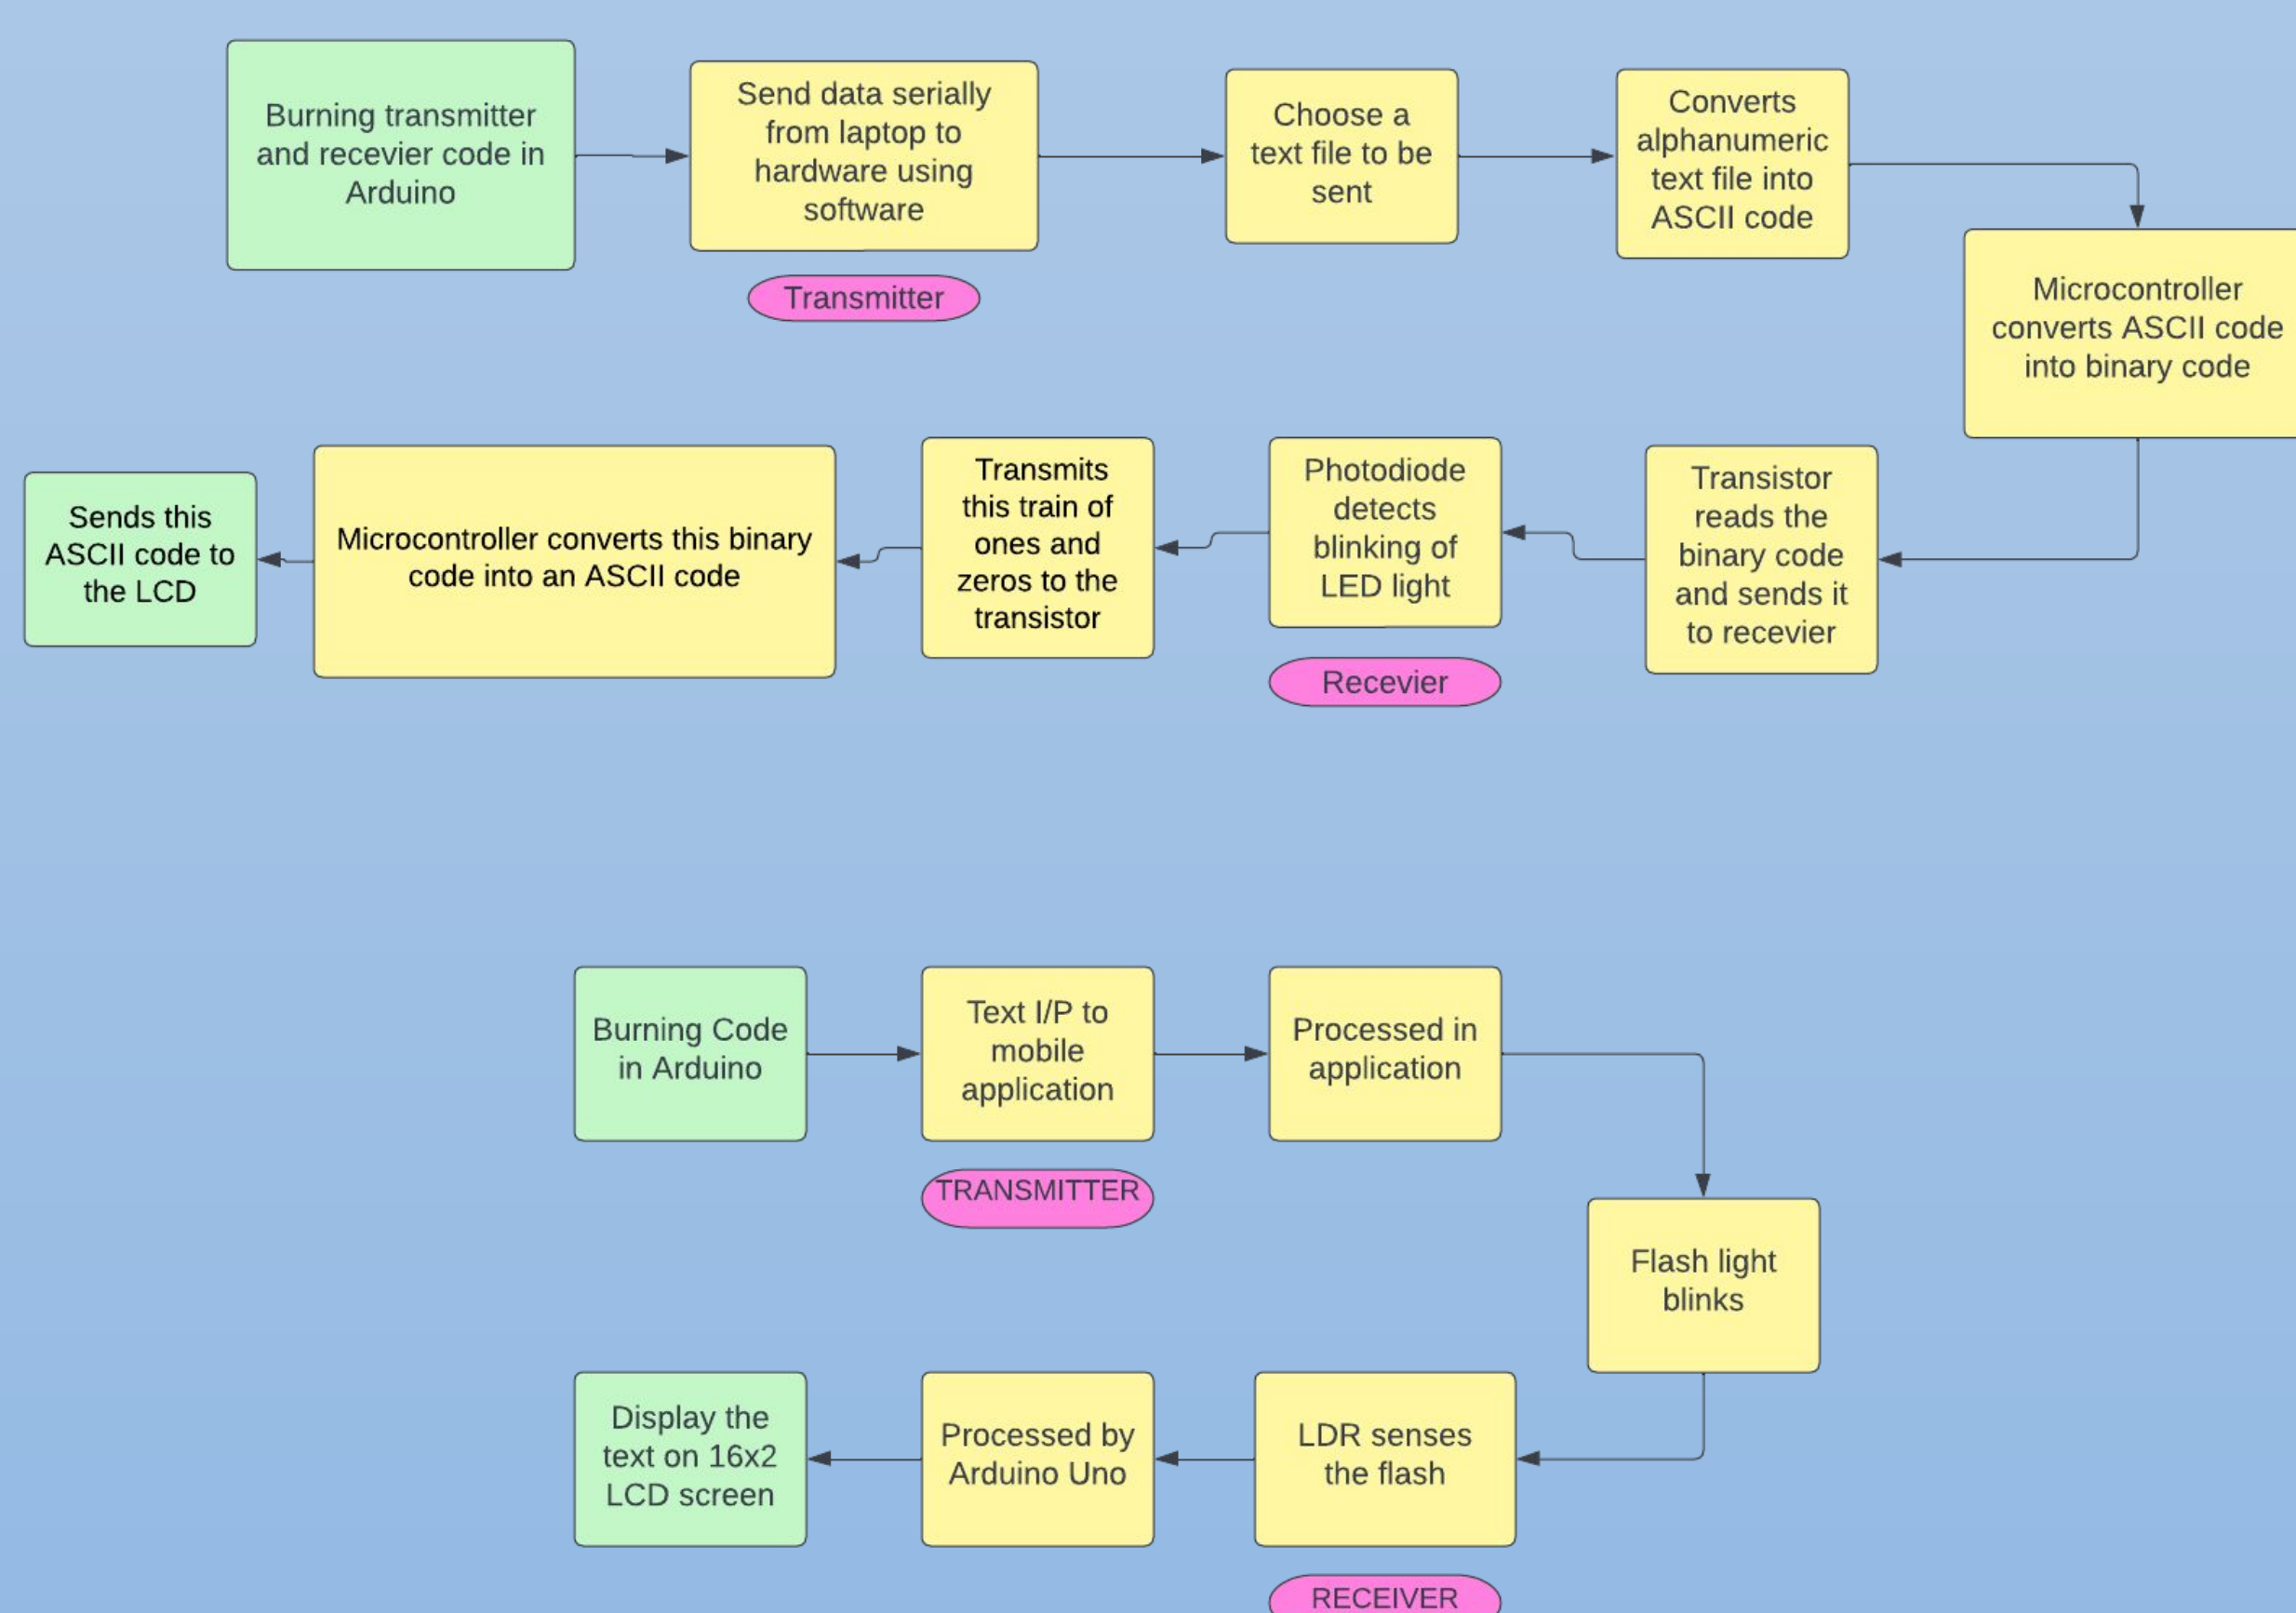 Burning transmitter
and recevier code in
Arduino
Send data serially
from laptop to
hardware using
software
Transmitter
Choose a
text file to be
sent
Converts
alphanumeric
text file into
ASCII code
Microcontroller
converts ASCII code
into binary code
Transistor
reads the
binary code
and sends it
to recevier
Photodiode
detects
blinking of
LED light
Recevier
Transmits
this train of
ones and
zeros to the
transistor
Microcontroller converts this binary
code into an ASCII code
Sends this
ASCII code to
the LCD
Burning Code
in Arduino
Text I/P to
mobile
application
TRANSMITTER
Processed in
application
Flash light
blinks
LDR senses
the flash
RECEIVER
Processed by
Arduino Uno
Display the
text on 16x2
LCD screen